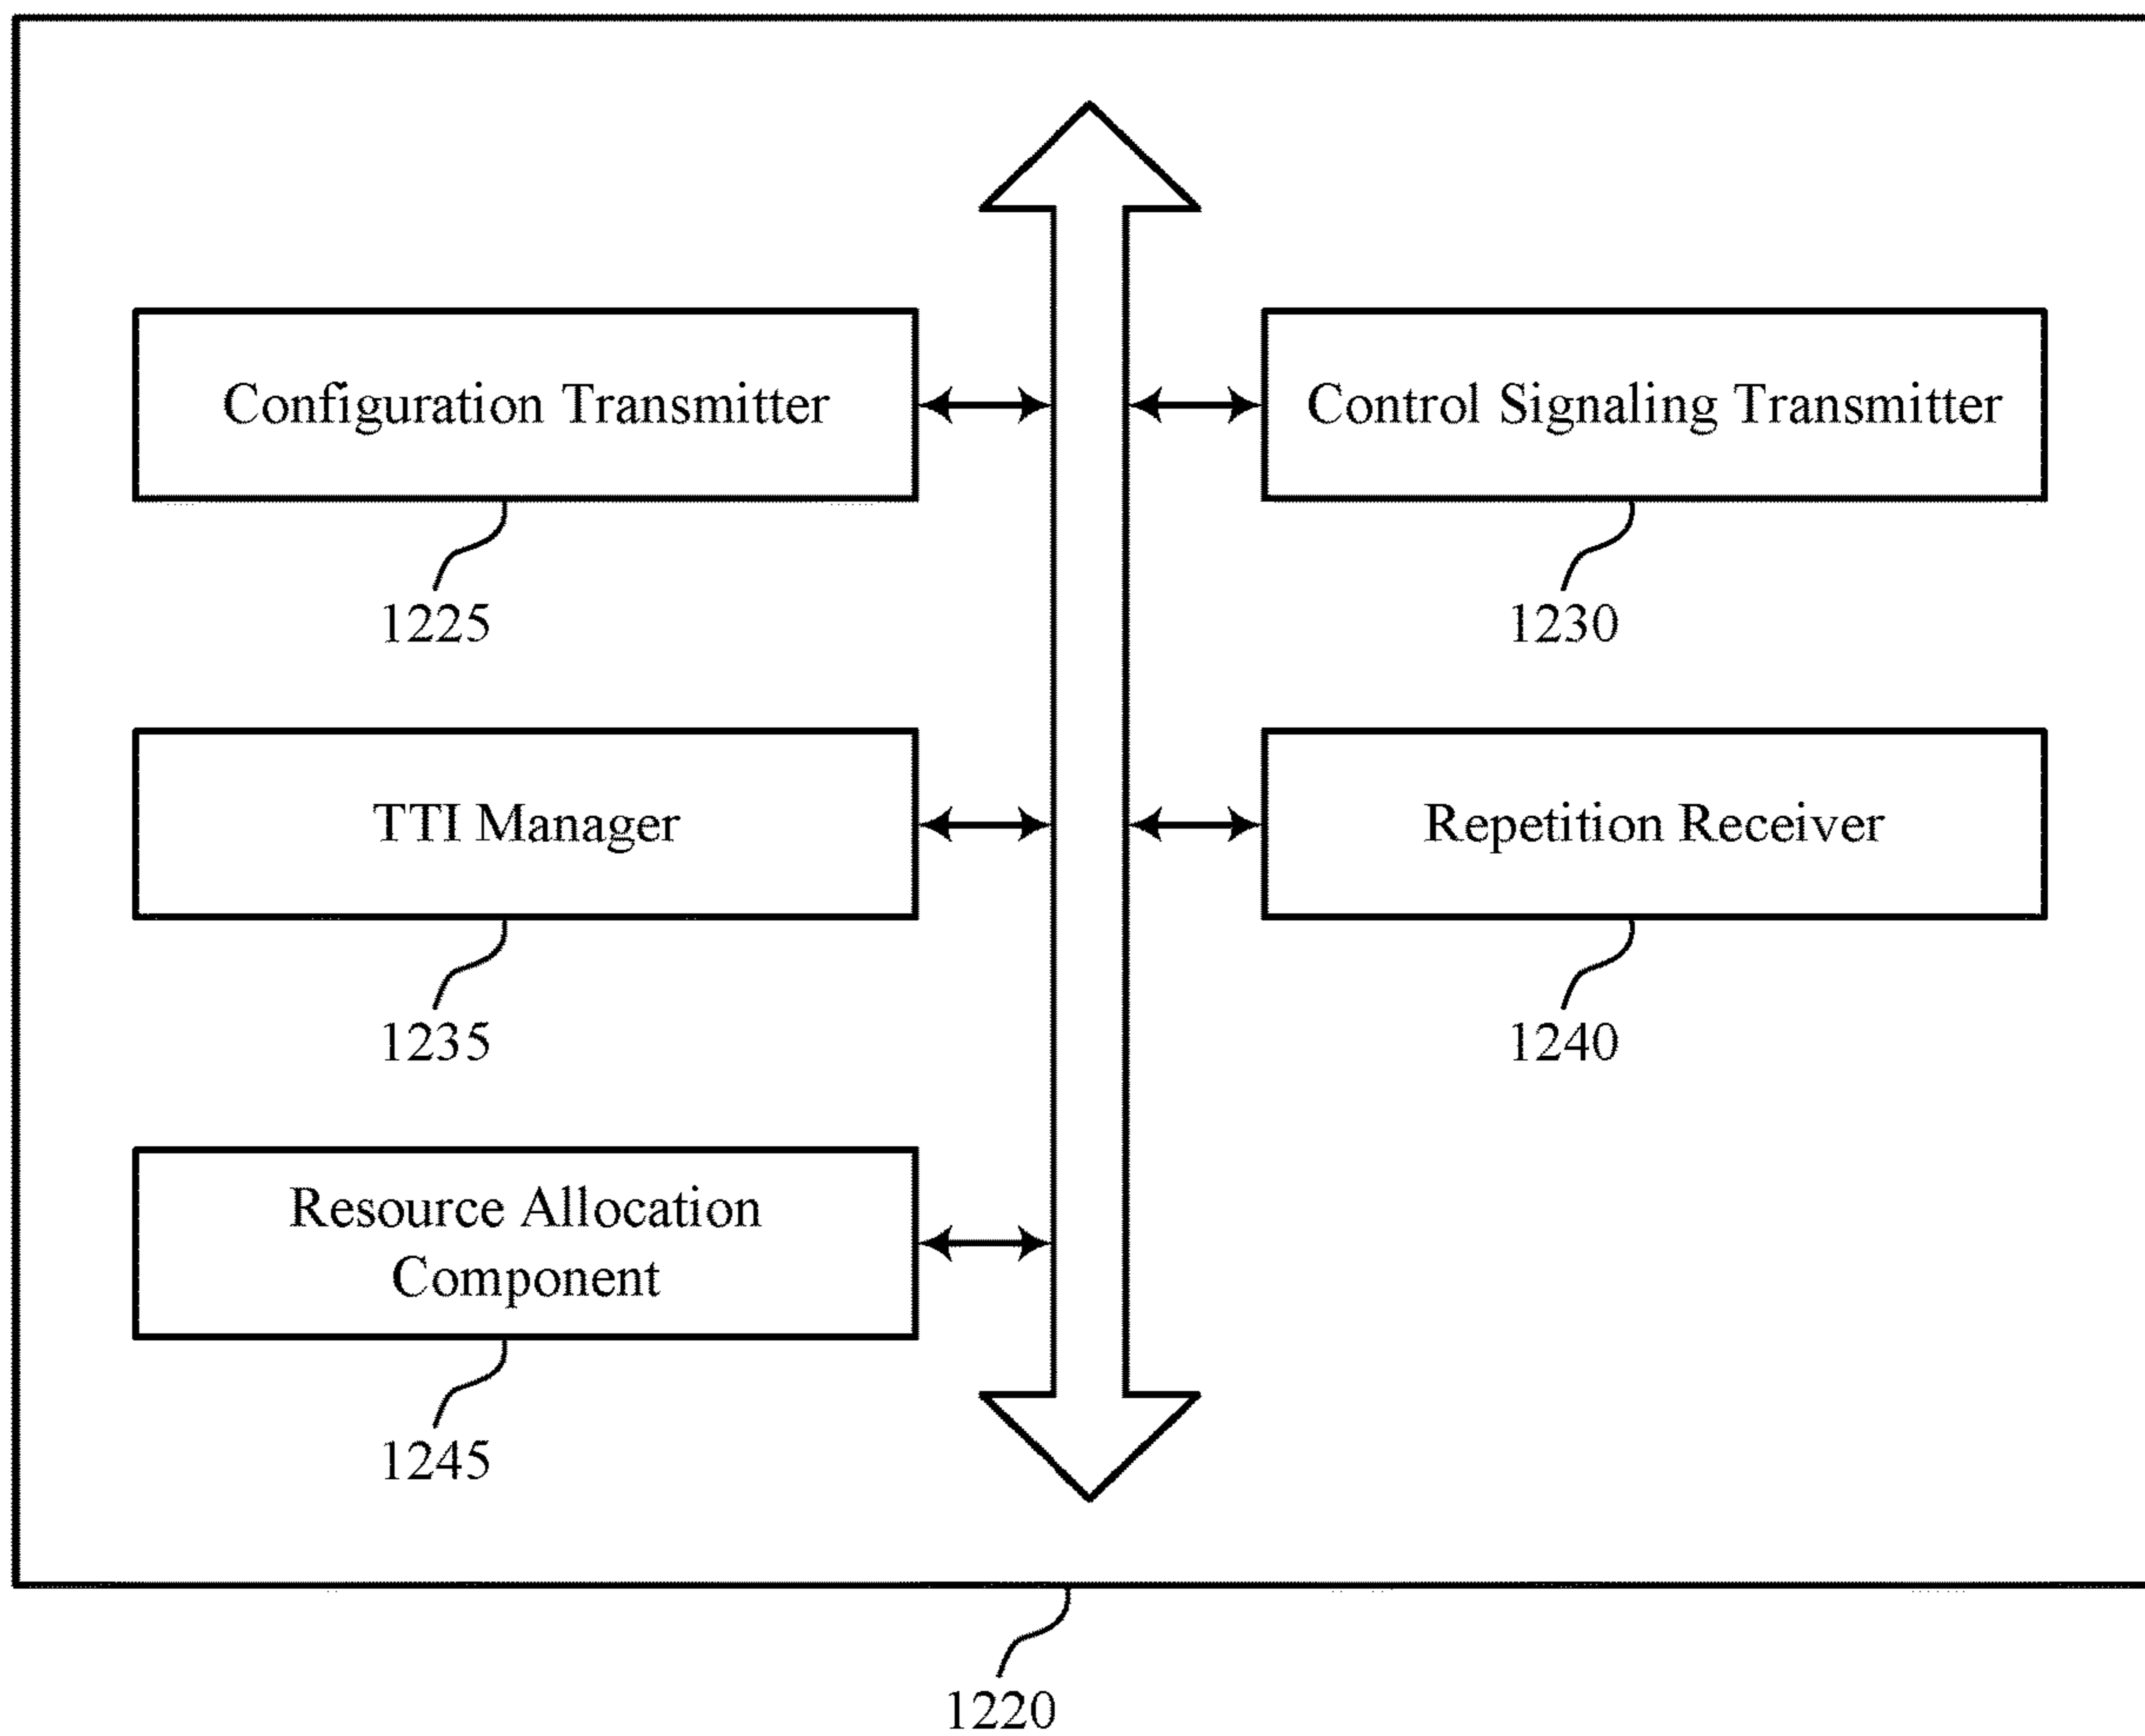 Configuration Transmitter
Control Signaling Transmitter
1225
1230
TTI Manager
Repetition Receiver
1235
1240
Resource Allocation
Component
1245
1220